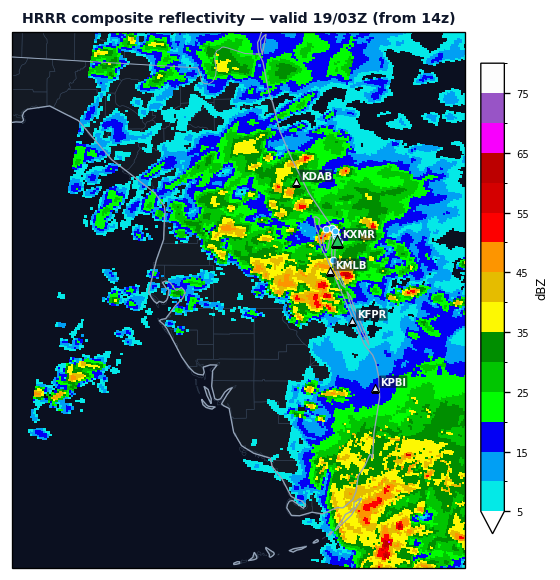 HRRR composite reflectivity — valid 19/03Z (from 14z)
KDAB
KXMR
KMLB
KFPR
KPBI
75
65
55
45
35
25
15
5
dBZ